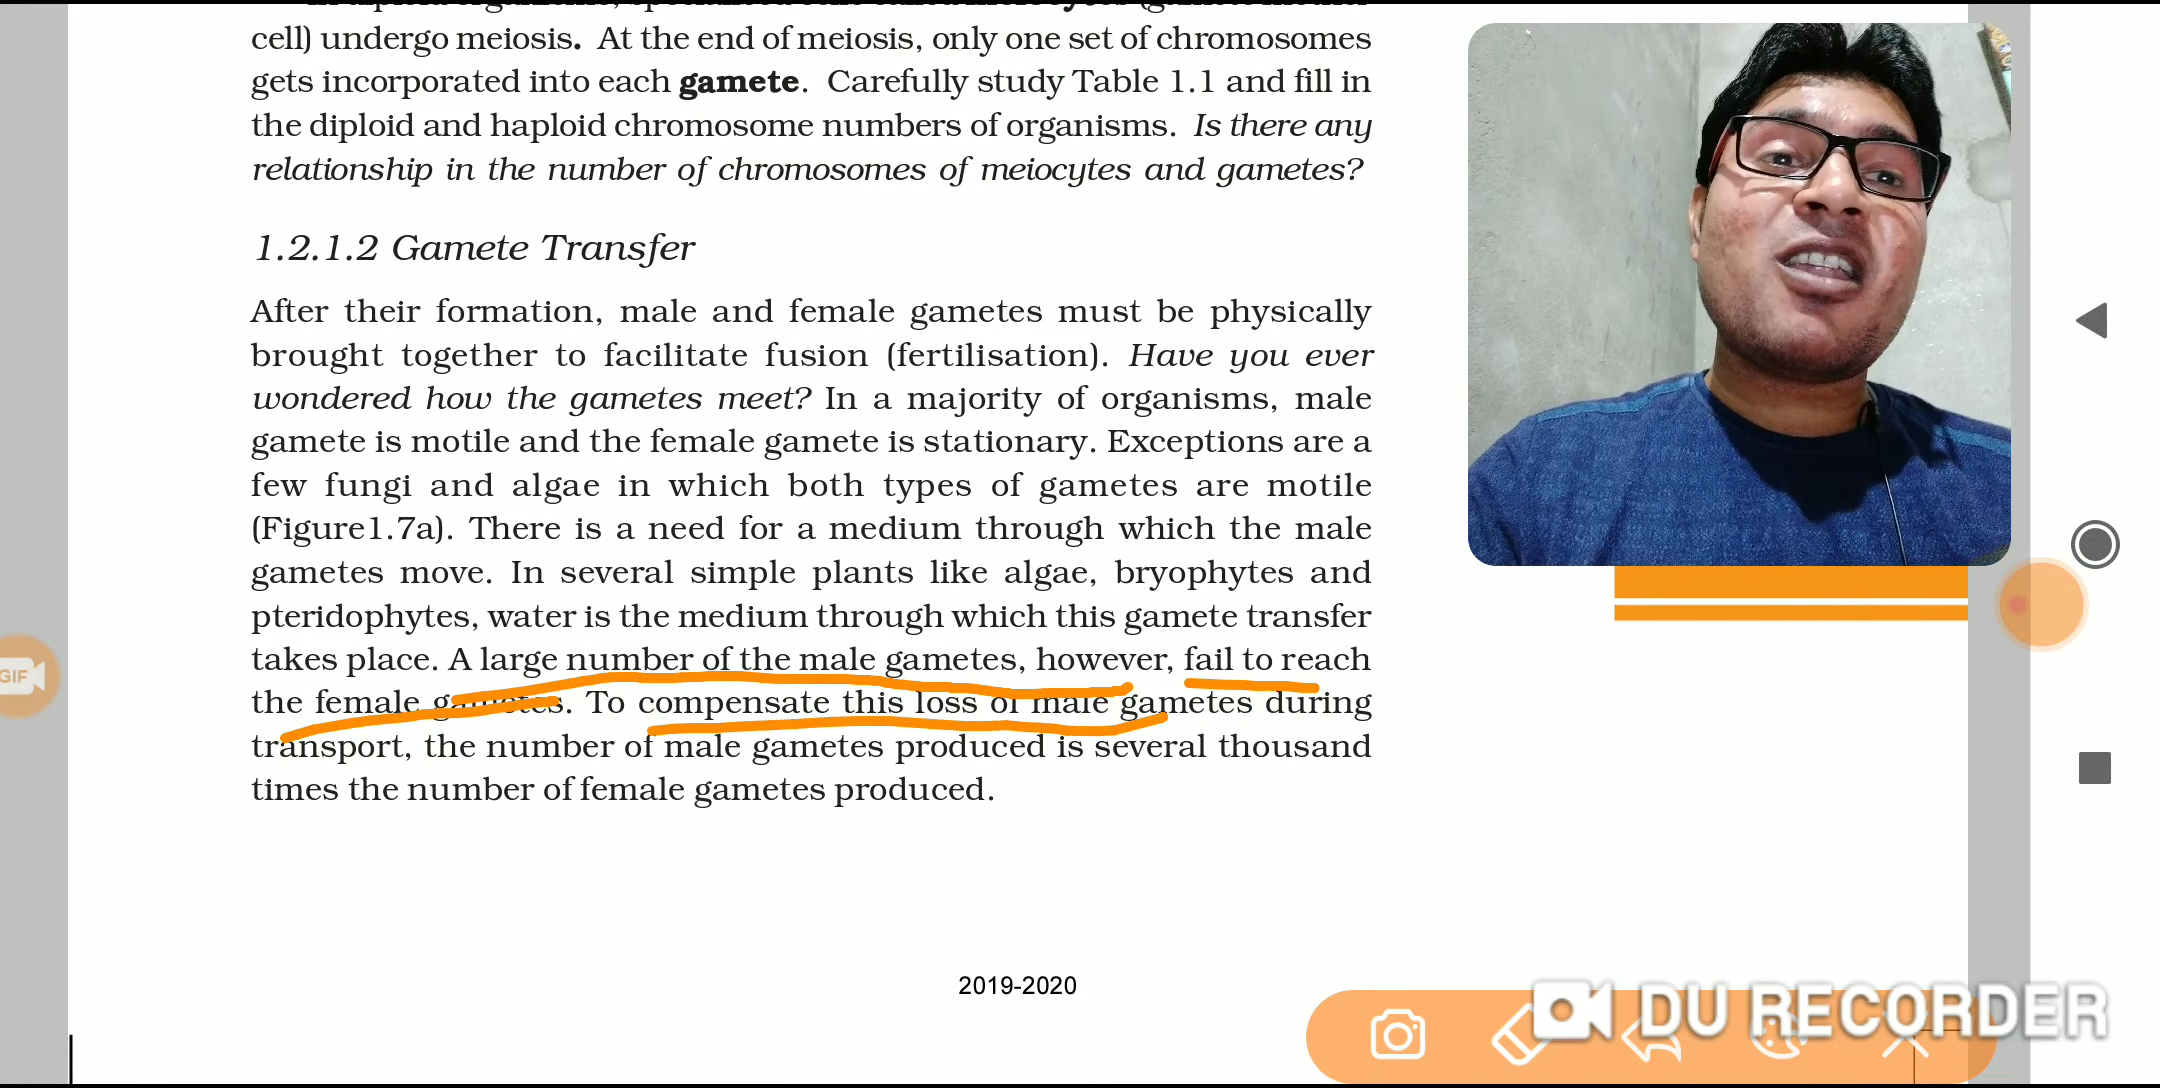 cell) undergo meiosis. At the end of meiosis, only one set of chromosomes
gets incorporated into each gamete. Carefully study Table 1.1 and fill in
the diploid and haploid chromosome numbers of organisms. Is there any
relationship in the number of chromosomes of meiocytes and gametes?
1.2.1.2 Gamete Transfer
After their formation, male and female gametes must be physically
brought together to facilitate fusion (fertilisation). Have you ever
wondered how the gametes meet? In a majority of organisms, male
gamete is motile and the female gamete is stationary. Exceptions are a
few fungi and algae in which both types of gametes are motile
(Figure1.7a). There is a need for a medium through which the male
gametes move. In several simple plants like algae, bryophytes and
pteridophytes, water is the medium through which this gamete transfer
takes place. A large number of the male gametes, however, fail to reach
the female gametes. To compensate this loss of male gametes during
transport, the number of male gametes produced is several thousand
times the number of female gametes produced.
2019-2020
GIF
DU RECORDER